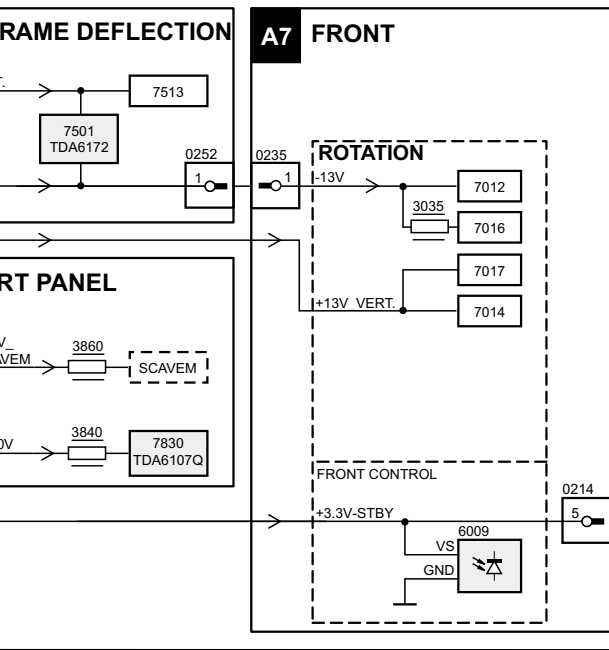 RAME DEFLECTION
7513
7501
TDA6172
0252
1
A7 FRONT
0235
1
ROTATION
-13V
7012
3035
7016
7017
+13V VERT.
7014
RT PANEL
V_
AVEM
3860
SCAVEM
0V
3840
7830
TDA6107Q
FRONT CONTROL
+3.3V-STBY
6009
VS
GND
0214
5